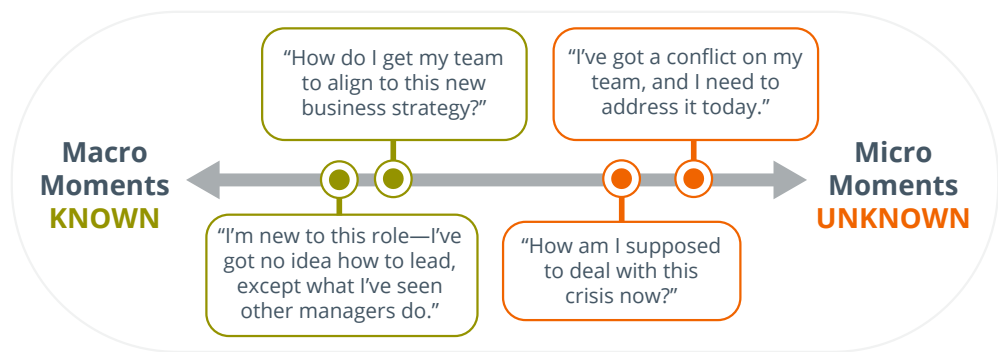 “How do I get my team
to align to this new
business strategy?”
“I’ve got a conflict on my
team, and I need to
address it today.”
Macro
Moments
KNOWN
Micro
Moments
UNKNOWN
“I’m new to this role—I’ve
got no idea how to lead,
except what I’ve seen
other managers do.”
“How am I supposed
to deal with this
crisis now?”